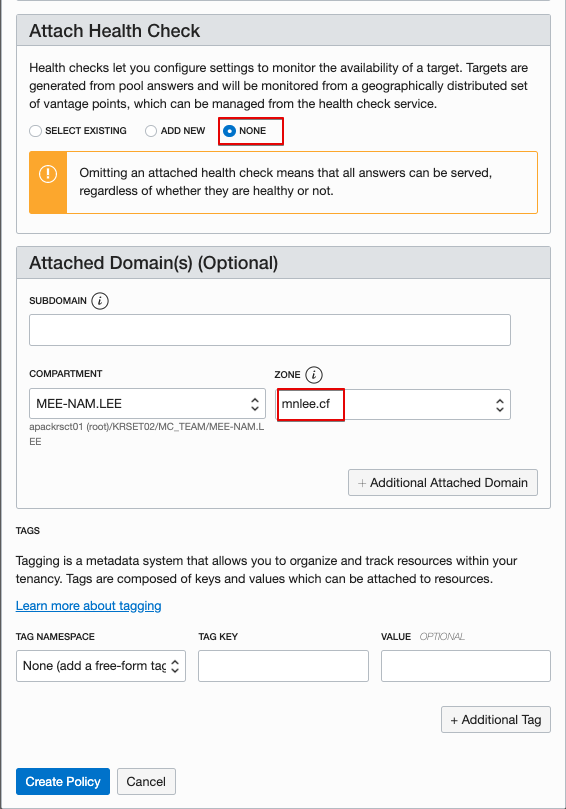 Attach Health Check
Health checks let you configure settings to monitor the availability of a target. Targets are
generated from pool answers and will be monitored from a geographically distributed set
of vantage points, which can be managed from the health check service.
SELECT EXISTING ADD NEW NONE
Omitting an attached health check means that all answers can be served,
regardless of whether they are healthy or not.
Attached Domain(s) (Optional)
SUBDOMAIN i
COMPARTMENT ZONE i
MEE-NAM.LEE mnlee.cf
apackrsct01 (root)/KRSET02/MC_TEAM/MEE-NAM.L
EE
+ Additional Attached Domain
TAGS
Tagging is a metadata system that allows you to organize and track resources within your
tenancy. Tags are composed of keys and values which can be attached to resources.
Learn more about tagging
TAG NAMESPACE TAG KEY VALUE OPTIONAL
None (add a free-form tag
+ Additional Tag
Create Policy Cancel